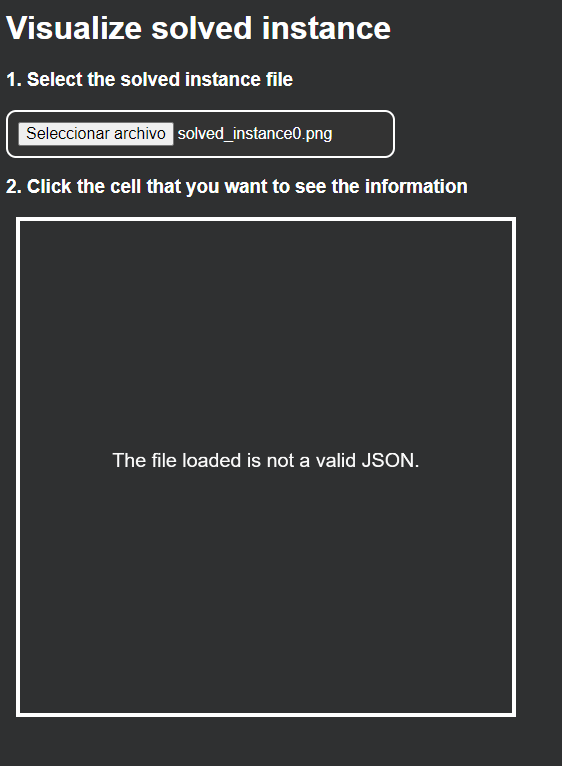 Visualize solved instance
1. Select the solved instance file
Seleccionar archivo solved_instance0.png
2. Click the cell that you want to see the information
The file loaded is not a valid JSON.